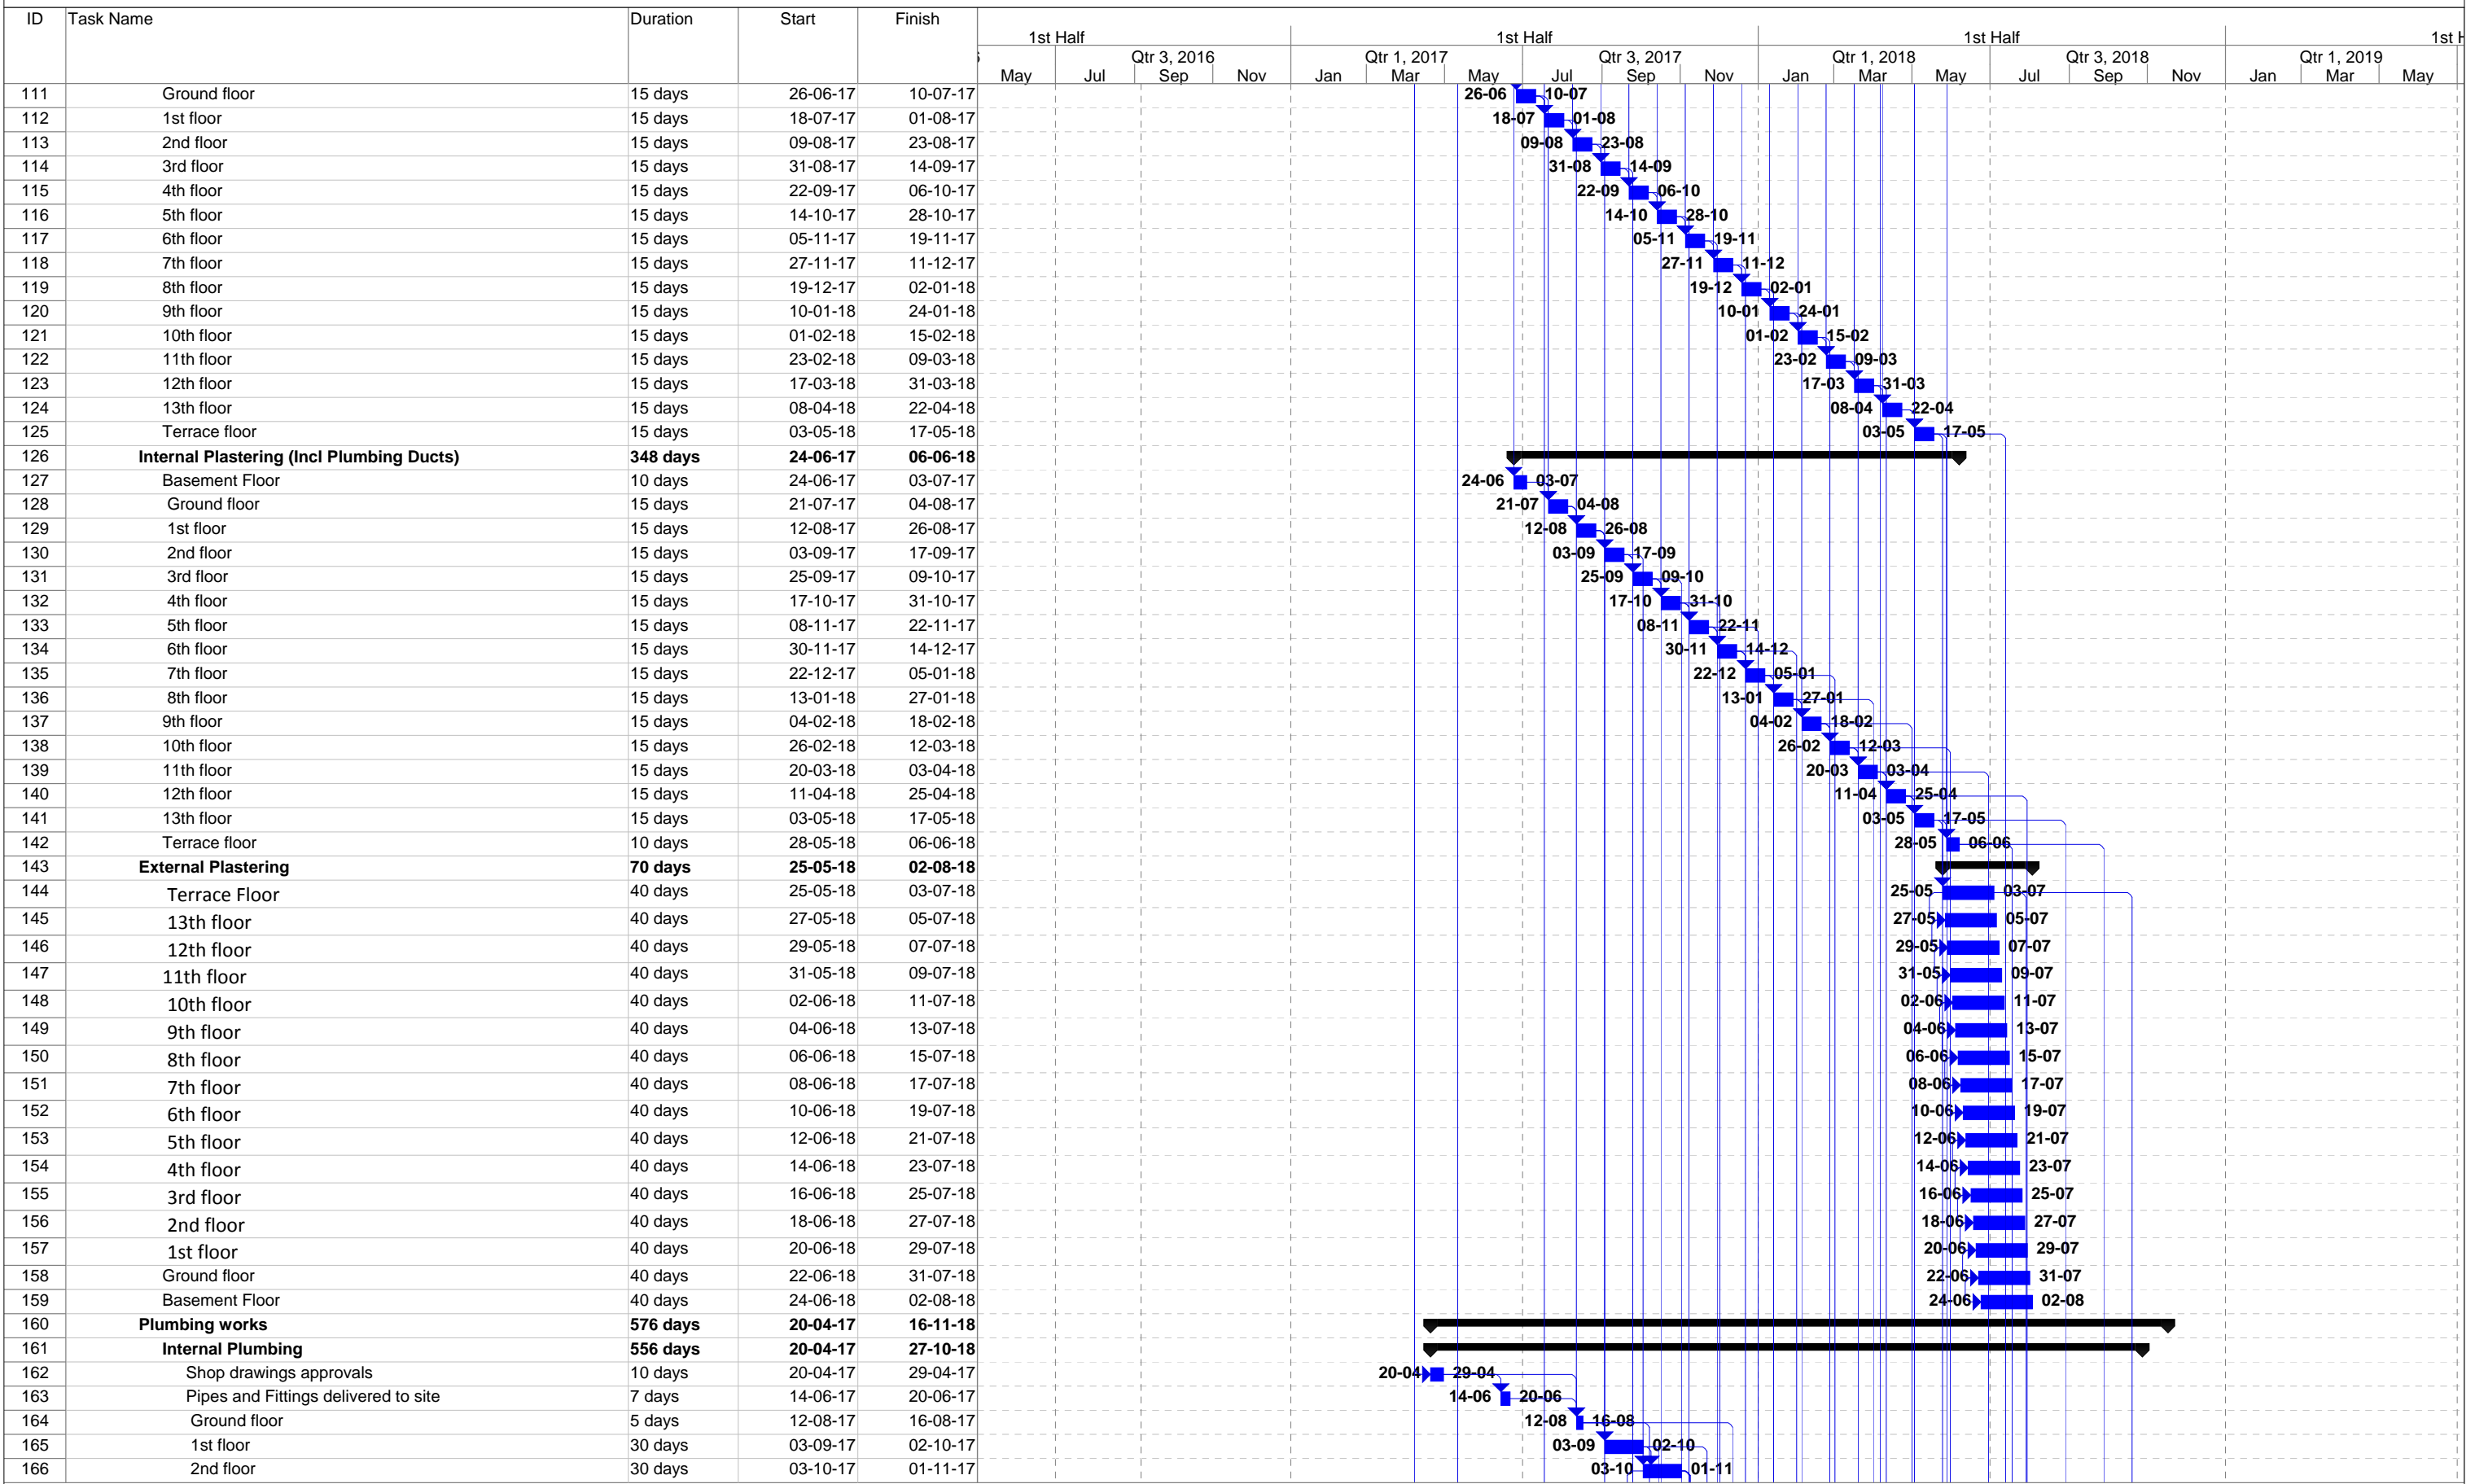 ID Task Name Duration Start Finish
1st Half 1st Half 1st Half 1st H
Qtr 3, 2016 Qtr 1, 2017 Qtr 3, 2017 Qtr 1, 2018 Qtr 3, 2018 Qtr 1, 2019
May Jul Sep Nov Jan Mar May Jul Sep Nov Jan Mar May Jul Sep Nov Jan Mar May
111 Ground floor 15 days 26-06-17 10-07-17 26-06 10-07
112 1st floor 15 days 18-07-17 01-08-17 18-07 01-08
113 2nd floor 15 days 09-08-17 23-08-17 09-08 23-08
114 3rd floor 15 days 31-08-17 14-09-17 31-08 14-09
115 4th floor 15 days 22-09-17 06-10-17 22-09 06-10
116 5th floor 15 days 14-10-17 28-10-17 14-10 28-10
117 6th floor 15 days 05-11-17 19-11-17 05-11 19-11
118 7th floor 15 days 27-11-17 11-12-17 27-11 11-12
119 8th floor 15 days 19-12-17 02-01-18 19-12 02-01
120 9th floor 15 days 10-01-18 24-01-18 10-01 24-01
121 10th floor 15 days 01-02-18 15-02-18 01-02 15-02
122 11th floor 15 days 23-02-18 09-03-18 23-02 09-03
123 12th floor 15 days 17-03-18 31-03-18 17-03 31-03
124 13th floor 15 days 08-04-18 22-04-18 08-04 22-04
125 Terrace floor 15 days 03-05-18 17-05-18 03-05 17-05
126 Internal Plastering (Incl Plumbing Ducts) 348 days 24-06-17 06-06-18
127 Basement Floor 10 days 24-06-17 03-07-17 24-06 03-07
128 Ground floor 15 days 21-07-17 04-08-17 21-07 04-08
129 1st floor 15 days 12-08-17 26-08-17 12-08 26-08
130 2nd floor 15 days 03-09-17 17-09-17 03-09 17-09
131 3rd floor 15 days 25-09-17 09-10-17 25-09 09-10
132 4th floor 15 days 17-10-17 31-10-17 17-10 31-10
133 5th floor 15 days 08-11-17 22-11-17 08-11 22-11
134 6th floor 15 days 30-11-17 14-12-17 30-11 14-12
135 7th floor 15 days 22-12-17 05-01-18 22-12 05-01
136 8th floor 15 days 13-01-18 27-01-18 13-01 27-01
137 9th floor 15 days 04-02-18 18-02-18 04-02 18-02
138 10th floor 15 days 26-02-18 12-03-18 26-02 12-03
139 11th floor 15 days 20-03-18 03-04-18 20-03 03-04
140 12th floor 15 days 11-04-18 25-04-18 11-04 25-04
141 13th floor 15 days 03-05-18 17-05-18 03-05 17-05
142 Terrace floor 10 days 28-05-18 06-06-18 28-05 06-06
143 External Plastering 70 days 25-05-18 02-08-18
144 Terrace Floor 40 days 25-05-18 03-07-18 25-05 03-07
145 13th floor 40 days 27-05-18 05-07-18 27-05 05-07
146 12th floor 40 days 29-05-18 07-07-18 29-05 07-07
147 11th floor 40 days 31-05-18 09-07-18 31-05 09-07
148 10th floor 40 days 02-06-18 11-07-18 02-06 11-07
149 9th floor 40 days 04-06-18 13-07-18 04-06 13-07
150 8th floor 40 days 06-06-18 15-07-18 06-06 15-07
151 7th floor 40 days 08-06-18 17-07-18 08-06 17-07
152 6th floor 40 days 10-06-18 19-07-18 10-06 19-07
153 5th floor 40 days 12-06-18 21-07-18 12-06 21-07
154 4th floor 40 days 14-06-18 23-07-18 14-06 23-07
155 3rd floor 40 days 16-06-18 25-07-18 16-06 25-07
156 2nd floor 40 days 18-06-18 27-07-18 18-06 27-07
157 1st floor 40 days 20-06-18 29-07-18 20-06 29-07
158 Ground floor 40 days 22-06-18 31-07-18 22-06 31-07
159 Basement Floor 40 days 24-06-18 02-08-18 24-06 02-08
160 Plumbing works 576 days 20-04-17 16-11-18
161 Internal Plumbing 556 days 20-04-17 27-10-18
162 Shop drawings approvals 10 days 20-04-17 29-04-17 20-04 29-04
163 Pipes and Fittings delivered to site 7 days 14-06-17 20-06-17 14-06 20-06
164 Ground floor 5 days 12-08-17 16-08-17 12-08 16-08
165 1st floor 30 days 03-09-17 02-10-17 03-09 02-10
166 2nd floor 30 days 03-10-17 01-11-17 03-10 01-11